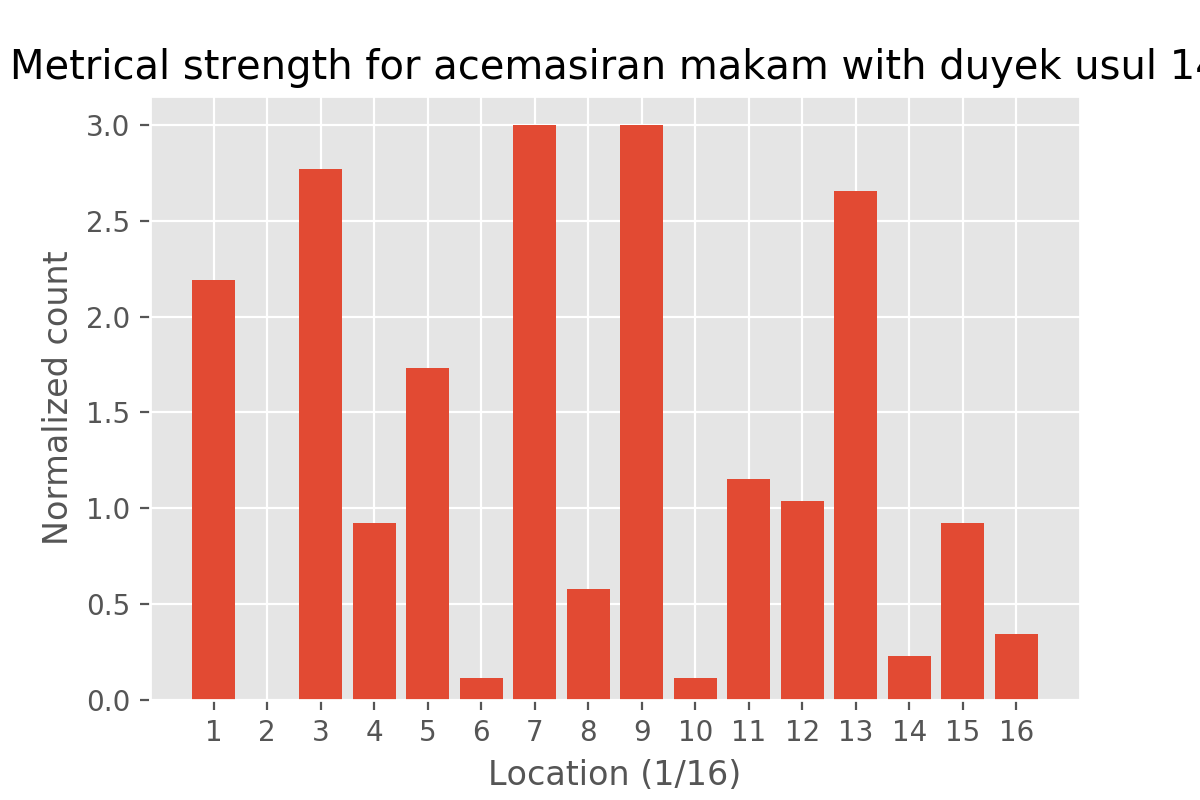 Metrical strength for acemasiran makam with duyek usul
3.0
2.5
2.0
1.5
1.0
0.5
0.0
Normalized count
1 2 3 4 5 6 7 8 9 10 11 12 13 14 15 16
Location (1/16)